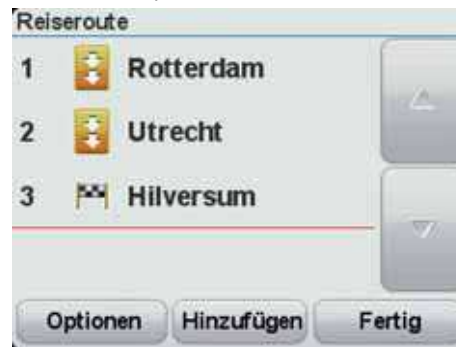 Reiseroute
1 Rotterdam
2 Utrecht
3 Hilversum
Optionen Hinzufügen Fertig